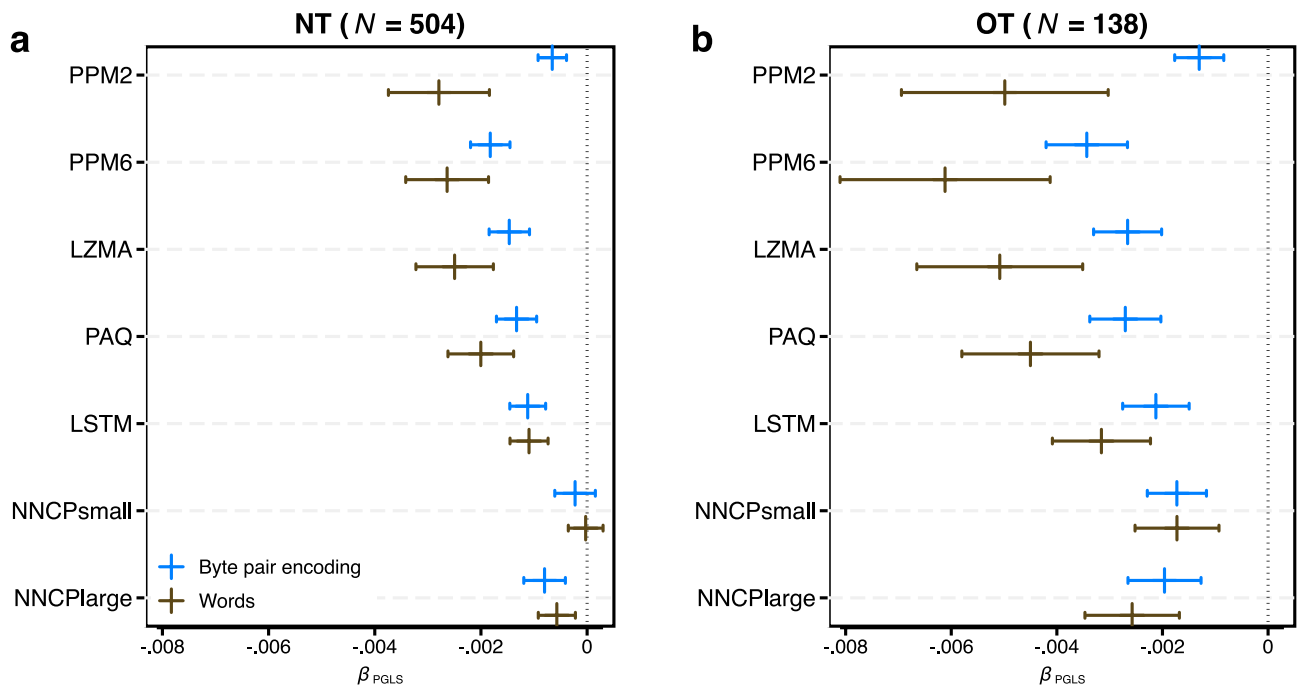 a
NT ( N = 504)
PPM2
PPM6
LZMA
PAQ
LSTM
NNCPsmall
NNCPlarge
Byte pair encoding
Words
-.008 -.006 -.004 -.002 0
β PGLS
b
OT ( N = 138)
PPM2
PPM6
LZMA
PAQ
LSTM
NNCPsmall
NNCPlarge
-.008 -.006 -.004 -.002 0
β PGLS